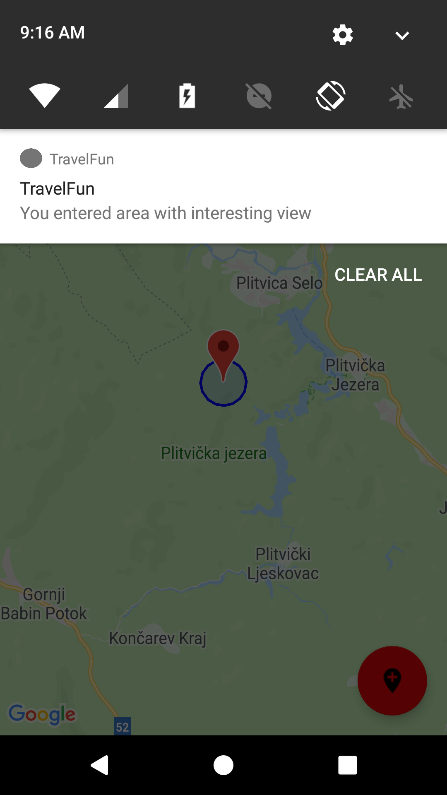 9:16 AM
TravelFun
TravelFun
You entered area with interesting view
CLEAR ALL
Plitvica Selo
Plitvička
Jezera
Plitvička jezera
J
Plitvički
Ljeskovac
Gornji
Babin Potok
Končarev Kraj
Google
52